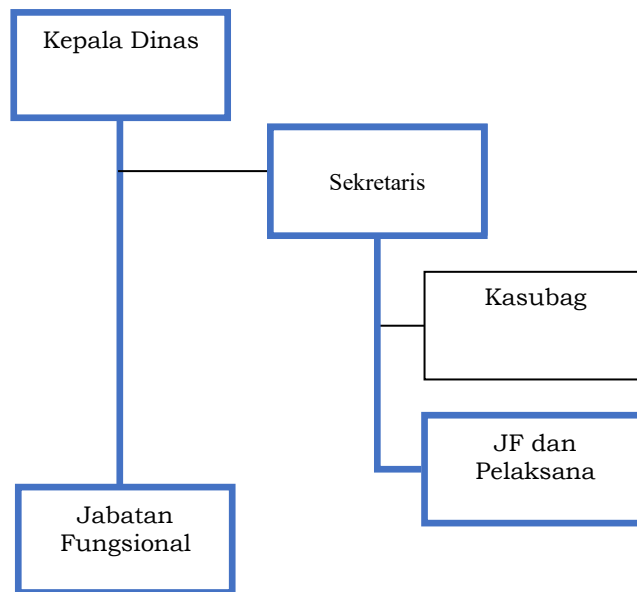 Kepala Dinas
Sekretaris
Kasubag
JF dan
Pelaksana
Jabatan
Fungsional